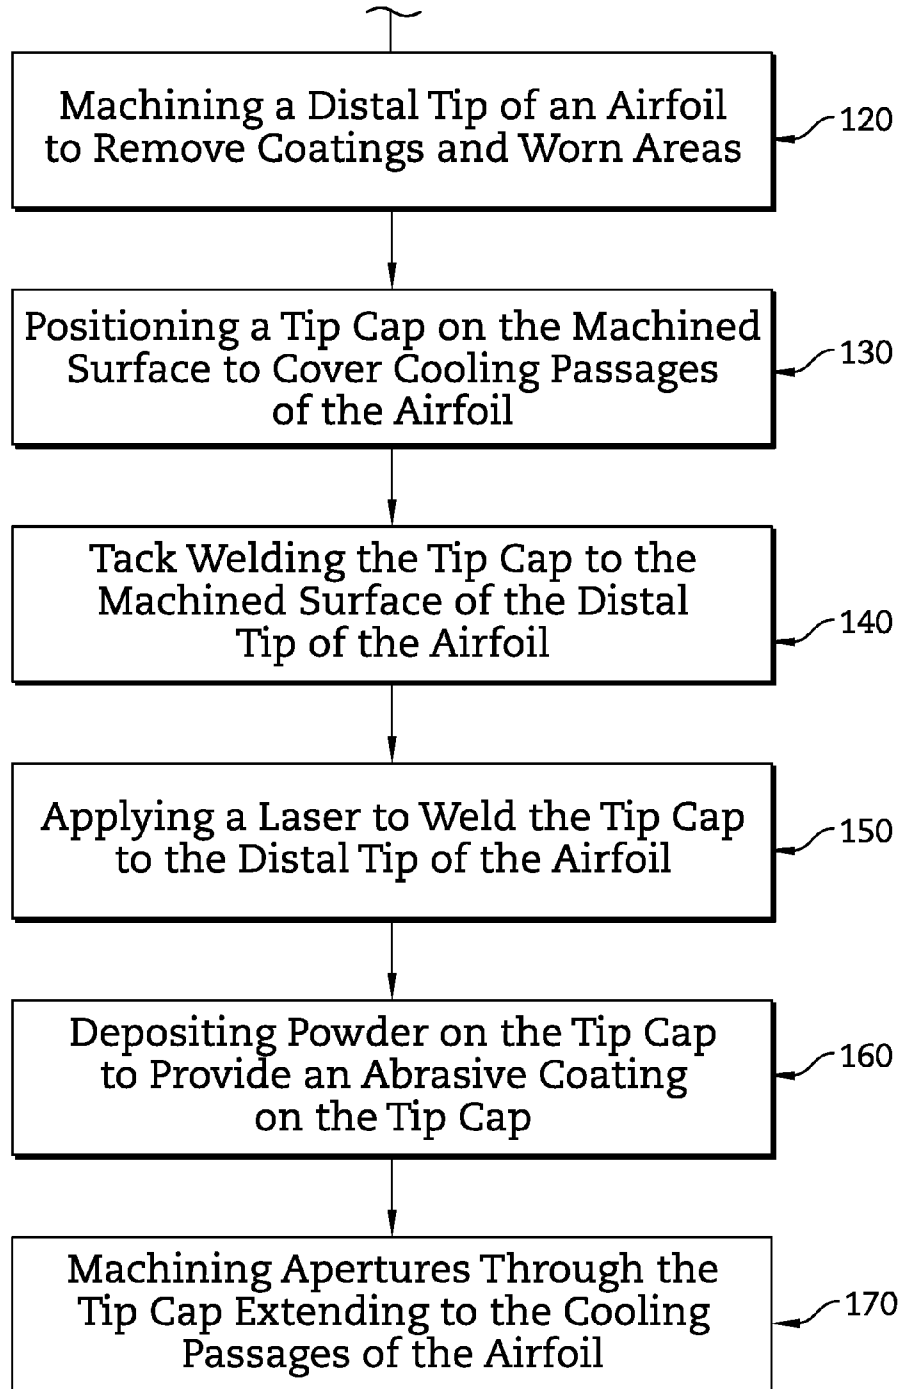 Machining a Distal Tip of an Airfoil
to Remove Coatings and Worn Areas
120
Positioning a Tip Cap on the Machined
Surface to Cover Cooling Passages
of the Airfoil
130
Tack Welding the Tip Cap to the
Machined Surface of the Distal
Tip of the Airfoil
140
Applying a Laser to Weld the Tip Cap
to the Distal Tip of the Airfoil
150
Depositing Powder on the Tip Cap
to Provide an Abrasive Coating
on the Tip Cap
160
Machining Apertures Through the
Tip Cap Extending to the Cooling
Passages of the Airfoil
170